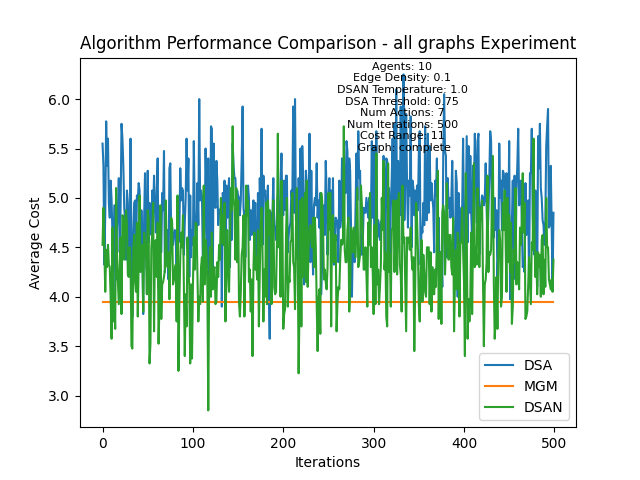 Algorithm Performance Comparison - all graphs Experiment
Agents: 10
Edge Density: 0.1
DSAN Temperature: 1.0
DSA Threshold: 0.75
Num Actions: 7
Num Iterations: 500
Cost Range: 11
Graph: complete
Average Cost
6.0
5.5
5.0
4.5
4.0
3.5
3.0
DSA
MGM
DSAN
0
100
200
300
400
500
Iterations